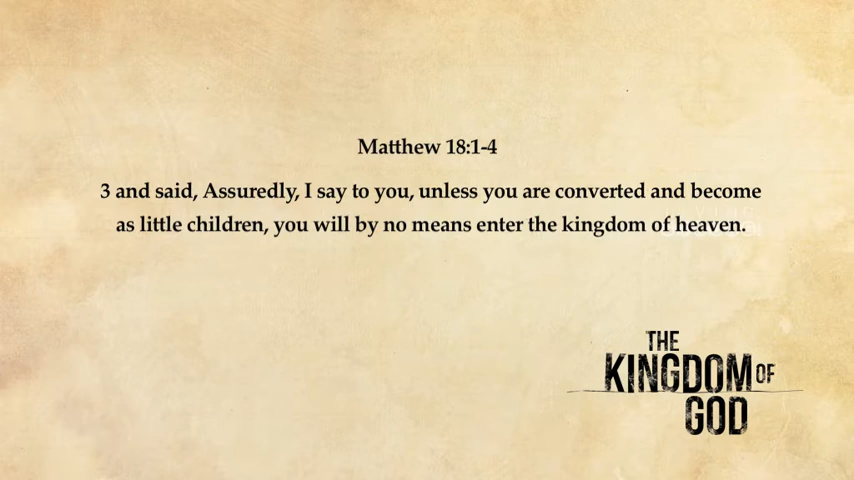 Matthew 18:1-4
3 and said, Assuredly, I say to you, unless you are converted and become
as little children, you will by no means enter the kingdom of heaven.
THE
KINGDOM OF
GOD